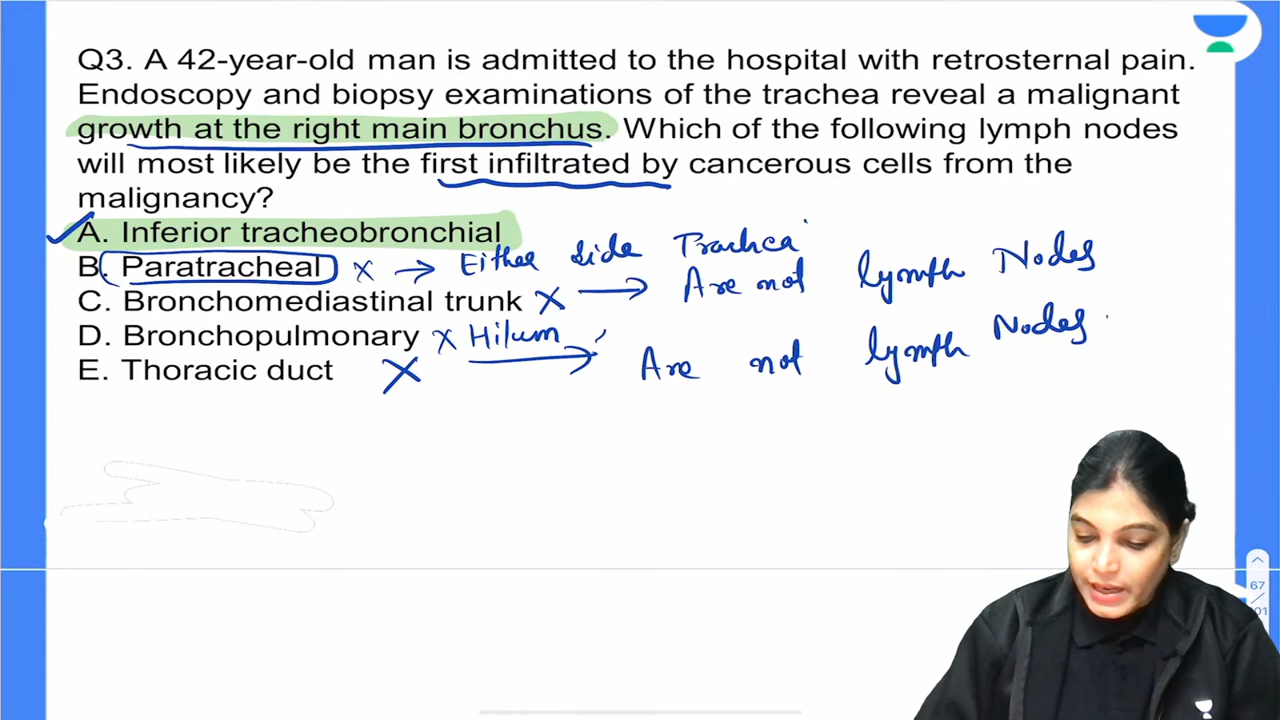 Q3. A 42-year-old man is admitted to the hospital with retrosternal pain.
Endoscopy and biopsy examinations of the trachea reveal a malignant
growth at the right main bronchus. Which of the following lymph nodes
will most likely be the first infiltrated by cancerous cells from the
malignancy?
A. Inferior tracheobronchial
B. Paratracheal x → Either side Trachea
C. Bronchomediastinal trunk x → Are not lymph Nodes
D. Bronchopulmonary x Hilum
E. Thoracic duct x → Are not lymph Nodes
67
/